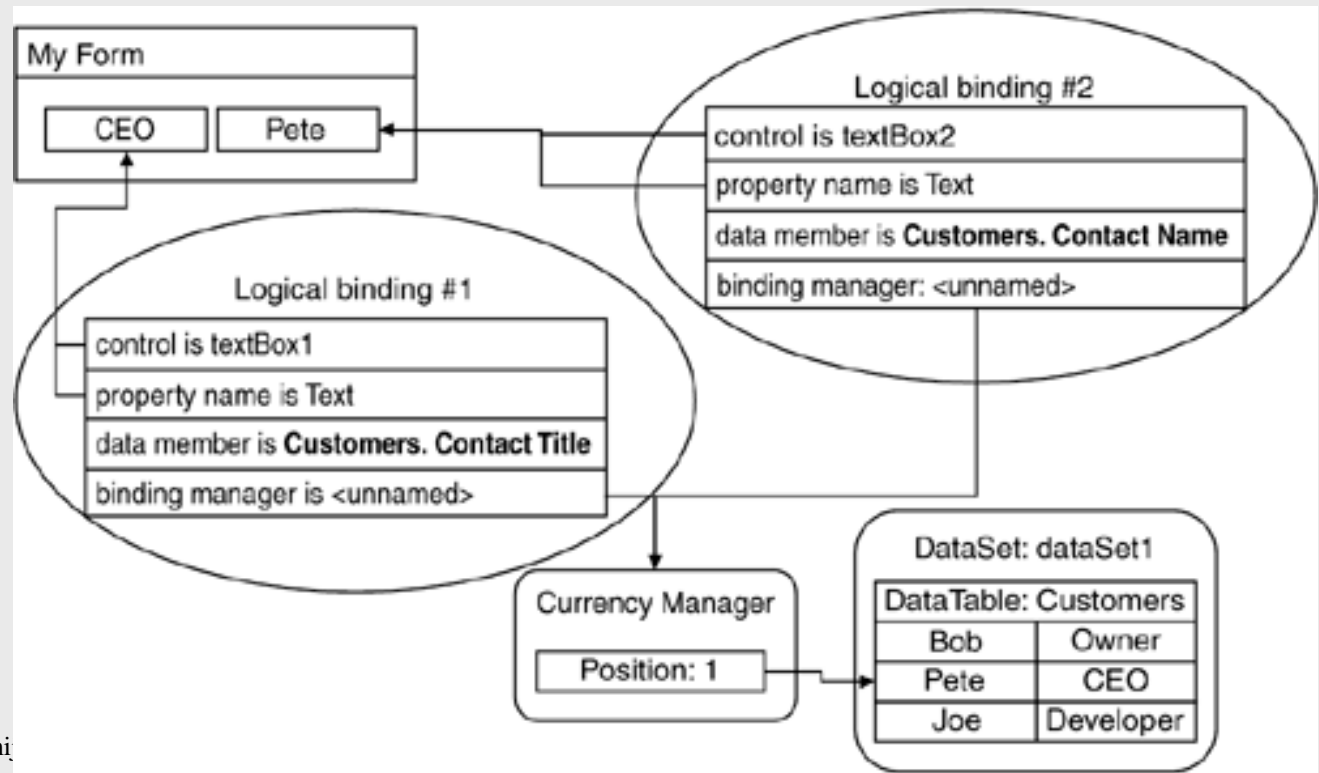 My Form
CEO
Pete
Logical binding #2
control is textBox2
property name is Text
data member is Customers. Contact Name
binding manager: <unnamed>
Logical binding #1
control is textBox1
property name is Text
data member is Customers. Contact Title
binding manager is <unnamed>
Currency Manager
Position: 1
DataSet: dataSet1
DataTable: Customers
Bob Owner
Pete CEO
Joe Developer